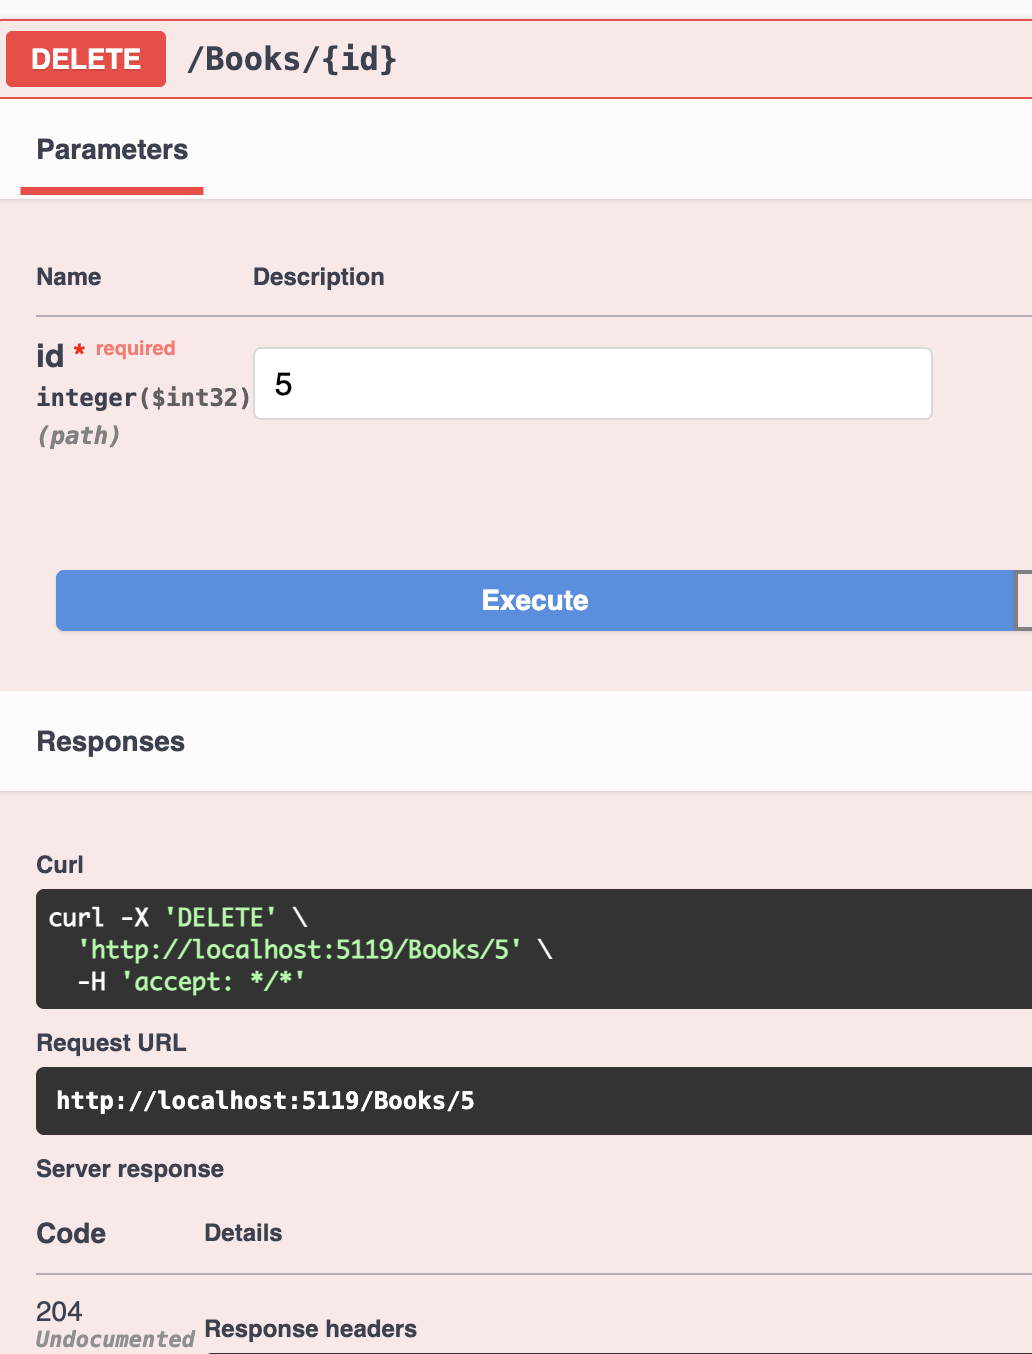 DELETE /Books/{id}
Parameters
Name Description
id * required
integer($int32)
(path)
5
Execute
Responses
Curl
curl -X 'DELETE' \
  'http://localhost:5119/Books/5' \
  -H 'accept: */*'
Request URL
http://localhost:5119/Books/5
Server response
Code Details
204
Undocumented
Response headers